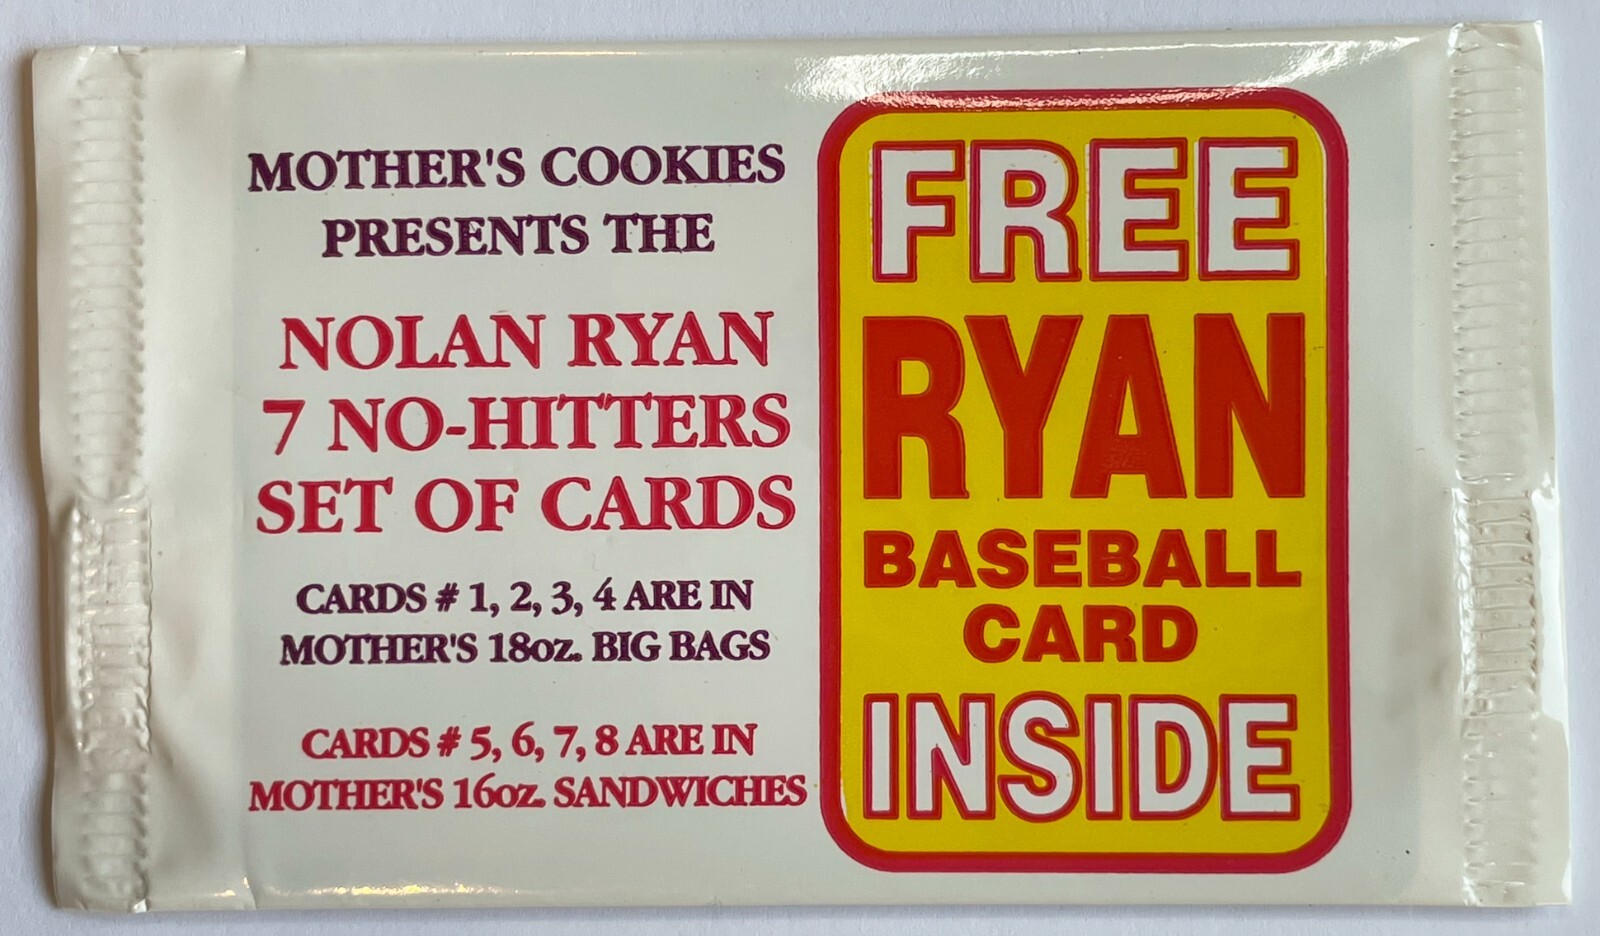 MOTHER'S COOKIES
PRESENTS THE
NOLAN RYAN
7 NO-HITTERS
SET OF CARDS
CARDS # 1, 2, 3, 4 ARE IN
MOTHER'S 18oz. BIG BAGS
CARDS # 5, 6, 7, 8 ARE IN
MOTHER'S 16oz. SANDWICHES
FREE
RYAN
BASEBALL
CARD
INSIDE